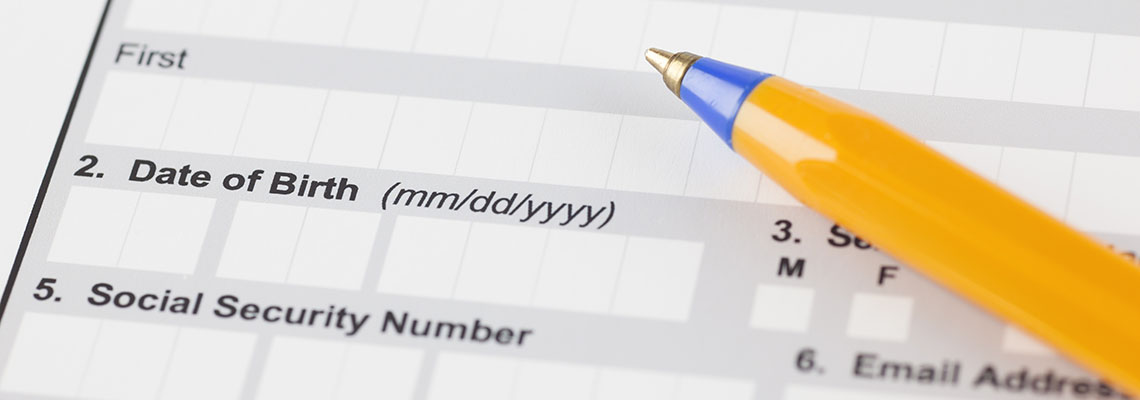 First
2. Date of Birth (mm/dd/yyyy)
3.
M F
5. Social Security Number
6. Email Address